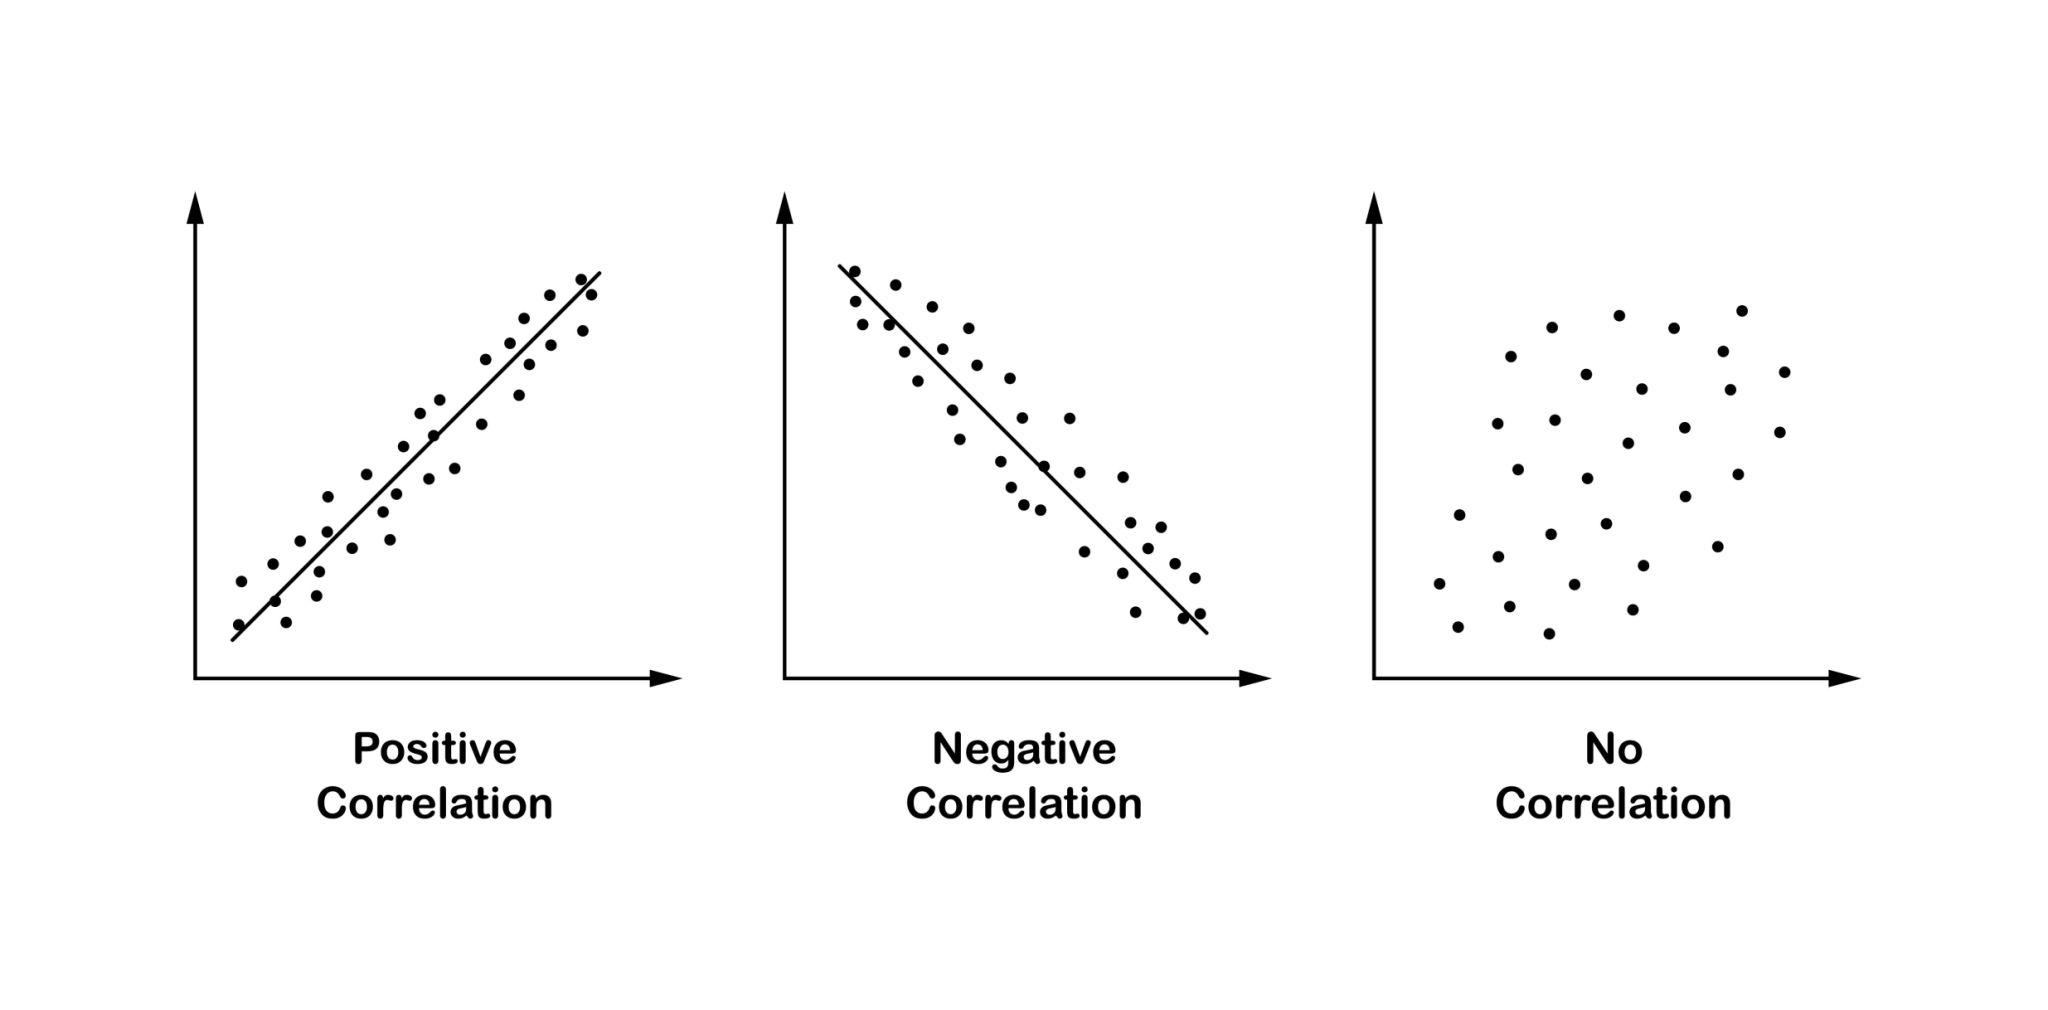 Positive
Correlation
Negative
Correlation
No
Correlation